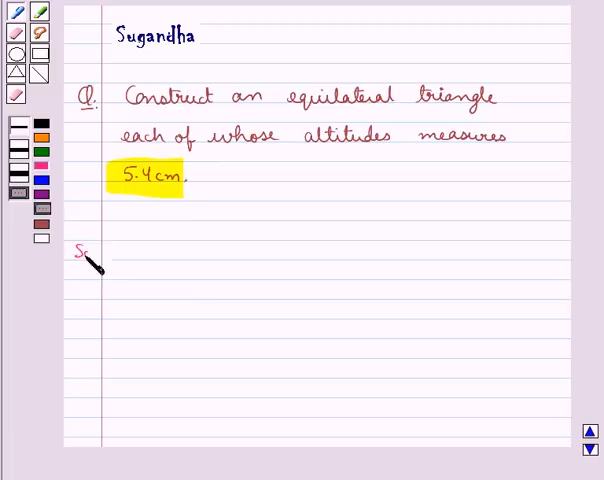 Sugandha
Q. Construct an equilateral triangle
each of whose altitudes measures
5.4 cm.
S